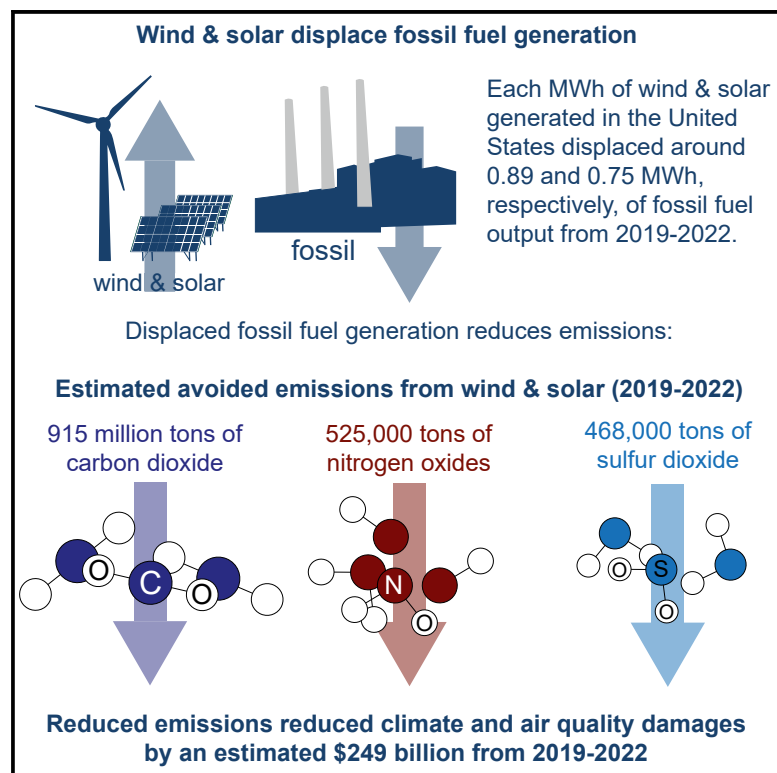 Wind & solar displace fossil fuel generation
Each MWh of wind & solar
generated in the United
States displaced around
0.89 and 0.75 MWh,
respectively, of fossil fuel
output from 2019-2022.
fossil
wind & solar
Displaced fossil fuel generation reduces emissions:
Estimated avoided emissions from wind & solar (2019-2022)
915 million tons of
carbon dioxide
525,000 tons of
nitrogen oxides
468,000 tons of
sulfur dioxide
O C O
N O
O S O
Reduced emissions reduced climate and air quality damages
by an estimated $249 billion from 2019-2022